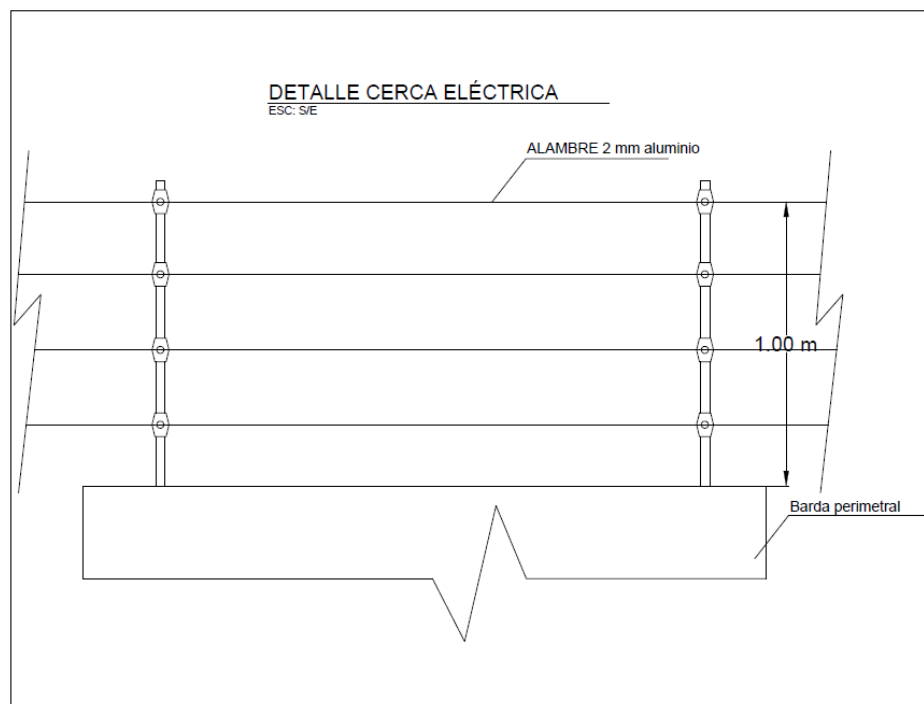 DETALLE CERCA ELÉCTRICA
ESC: S/E
ALAMBRE 2 mm aluminio
1.00 m
Barda perimetral